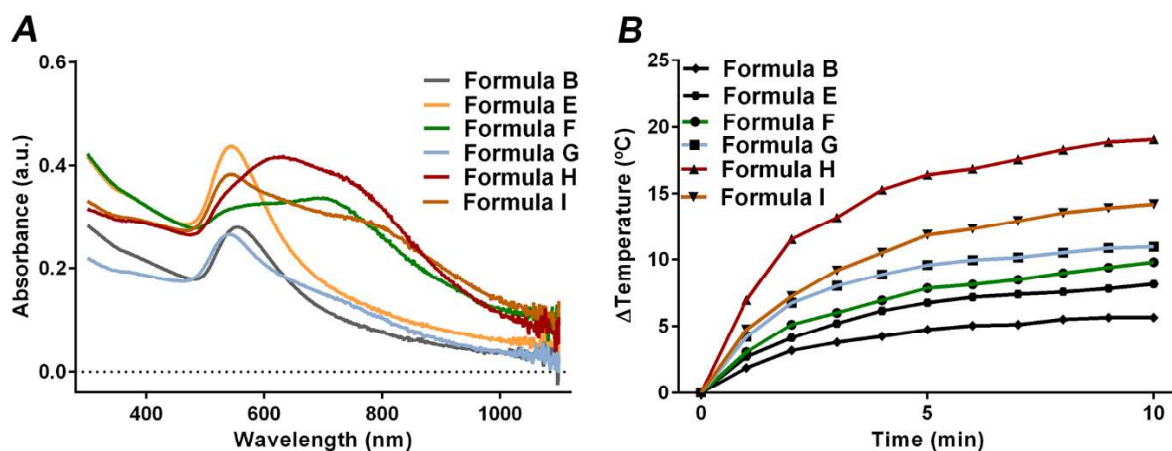 A
0.6
0.4
0.2
0.0
Absorbance (a.u.)
400
600
800
1000
Wavelength (nm)
Formula B
Formula E
Formula F
Formula G
Formula H
Formula I
B
25
20
15
10
5
0
ΔTemperature (ºC)
0
5
10
Time (min)
Formula B
Formula E
Formula F
Formula G
Formula H
Formula I